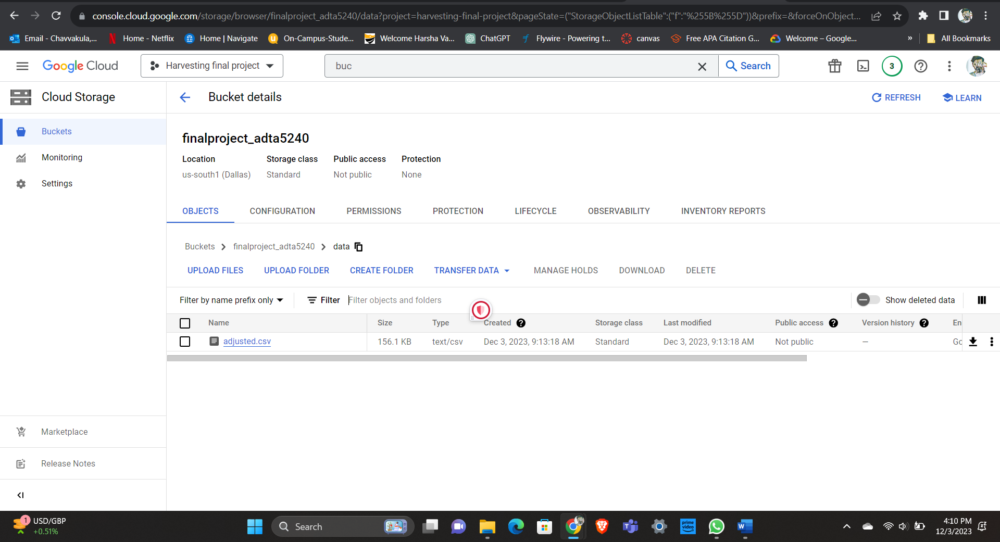 console.cloud.google.com/storage/browser/finalproject_adta5240/data?project=harvesting-final-project&pageState=("StorageObjectListTable":("f":"%255B%255D"))&prefix=&forceOnObject...
Email - Chavvakula,... Home - Netflix Home | Navigate On-Campus-Stude... Welcome Harsha Va... ChatGPT Flywire - Powering t... canvas Free APA Citation G... Welcome – Google... » All Bookmarks
Google Cloud Harvesting final project buc Search 3
Cloud Storage
Buckets
Monitoring
Settings
Marketplace
Release Notes
Bucket details REFRESH LEARN
finalproject_adta5240
Location Storage class Public access Protection
us-south1 (Dallas) Standard Not public None
OBJECTS CONFIGURATION PERMISSIONS PROTECTION LIFECYCLE OBSERVABILITY INVENTORY REPORTS
Buckets > finalproject_adta5240 > data
UPLOAD FILES UPLOAD FOLDER CREATE FOLDER TRANSFER DATA MANAGE HOLDS DOWNLOAD DELETE
Filter by name prefix only Filter Filter objects and folders Show deleted data
Name Size Type Created Storage class Last modified Public access Version history En
adjusted.csv 156.1 KB text/csv Dec 3, 2023, 9:13:18 AM Standard Dec 3, 2023, 9:13:18 AM Not public — Go
1 USD/GBP
+0.51%
Search
prime video
4:10 PM
12/3/2023